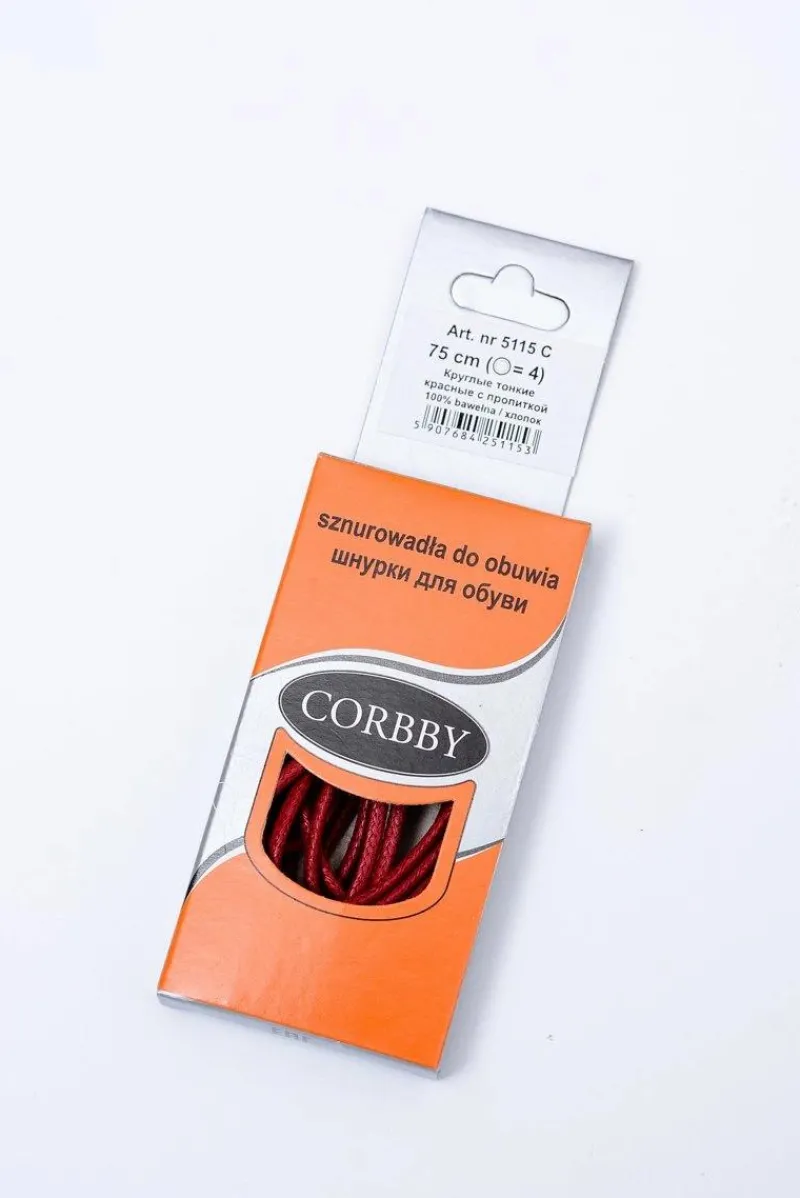 Art. nr 5115 C
75 cm (○= 4)
Круглые тонкие
красные с пропиткой
100% bawełna / хлопок
5 907684 251153
sznurowadła do obuwia
шнурки для обуви
CORBBY